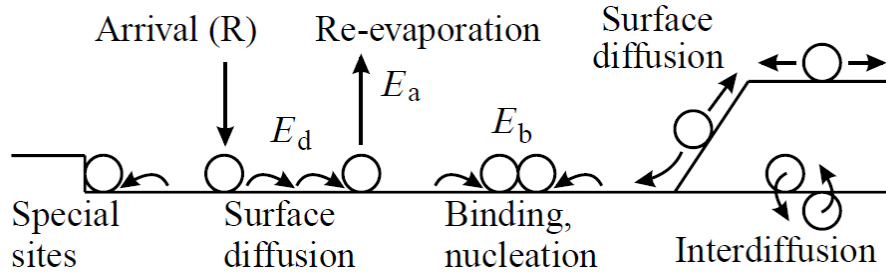 Arrival (R)
Re-evaporation
Surface
diffusion
E_a
E_d
E_b
Special
sites
Surface
diffusion
Binding,
nucleation
Interdiffusion